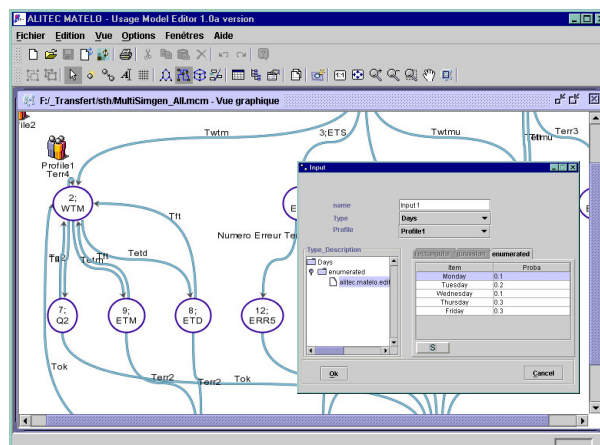 ALITEC MATELO - Usage Model Editor 1.0a version
Fichier Edition Vue Options Fenêtres Aide
F:/_Transfert/sth/MultiSimgen_All.mcm - Vue graphique
file2
Twtm
3;ETS
Twtmu
Terr3
Profile1
Terr4
2;
WTM
Tft
Numero Erreur Te
Tetd
7;
Q2
9;
ETM
8;
ETD
12;
ERR5
Tok
Terr2
Terr2
Tok
Input
name
Input1
Type
Days
Profile
Profile1
Type_Description
Days
enumerated
alitec.matelo.edit
rectangular gaussian enumerated
Item Proba
Monday 0.1
Tuesday 0.2
Wednesday 0.1
Thursday 0.3
Friday 0.3
S
Ok
Cancel